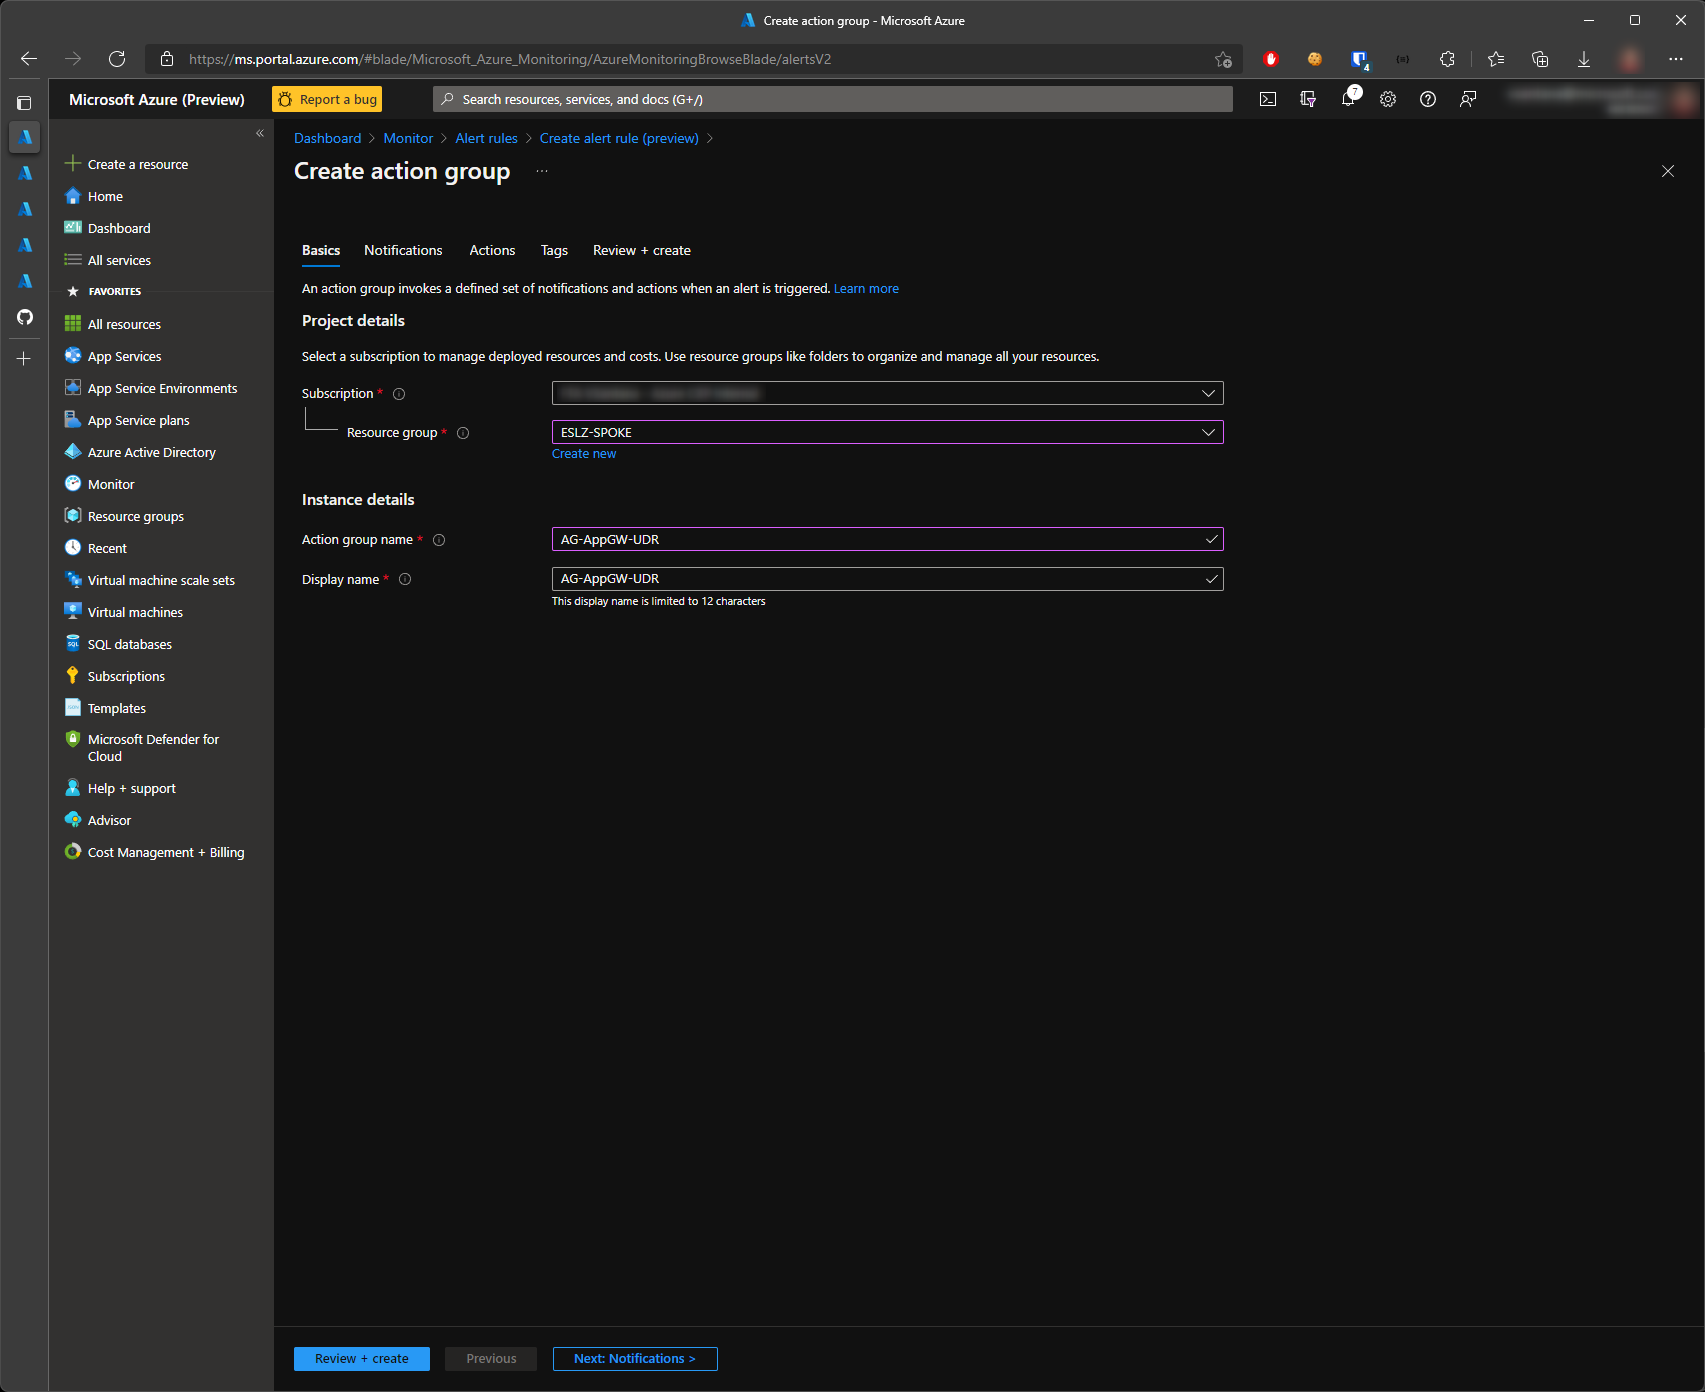 Create action group - Microsoft Azure
https://ms.portal.azure.com/#blade/Microsoft_Azure_Monitoring/AzureMonitoringBrowseBlade/alertsV2
4
Microsoft Azure (Preview)
Report a bug
Search resources, services, and docs (G+/)
7
Dashboard > Monitor > Alert rules > Create alert rule (preview) >
Create action group ...
Create a resource
Home
Dashboard
All services
FAVORITES
All resources
App Services
App Service Environments
App Service plans
Azure Active Directory
Monitor
Resource groups
Recent
Virtual machine scale sets
Virtual machines
SQL databases
Subscriptions
Templates
Microsoft Defender for
Cloud
Help + support
Advisor
Cost Management + Billing
Basics Notifications Actions Tags Review + create
An action group invokes a defined set of notifications and actions when an alert is triggered. Learn more
Project details
Select a subscription to manage deployed resources and costs. Use resource groups like folders to organize and manage all your resources.
Subscription *
Resource group * ESLZ-SPOKE
Create new
Instance details
Action group name * AG-AppGW-UDR
Display name * AG-AppGW-UDR
This display name is limited to 12 characters
Review + create Previous Next: Notifications >